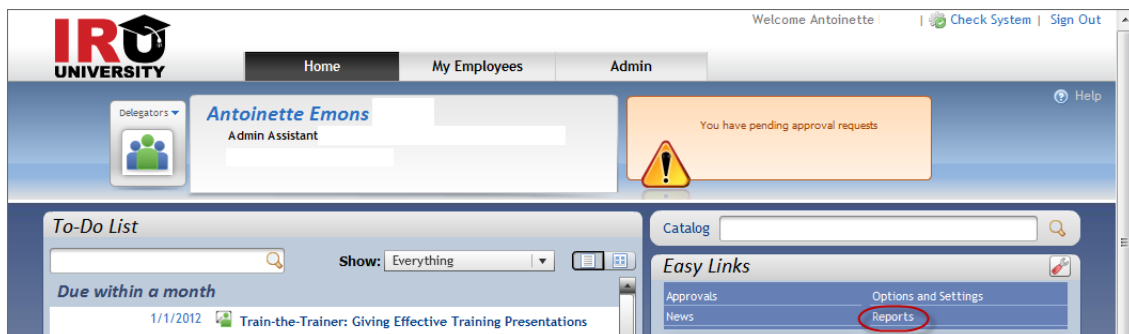 Welcome Antoinette | Check System | Sign Out
IRU
UNIVERSITY
Home My Employees Admin
Help
Delegators
Antoinette Emons
Admin Assistant
You have pending approval requests
To-Do List
Catalog
Show: Everything
Easy Links
Due within a month
Approvals Options and Settings
1/1/2012 Train-the-Trainer: Giving Effective Training Presentations
News Reports